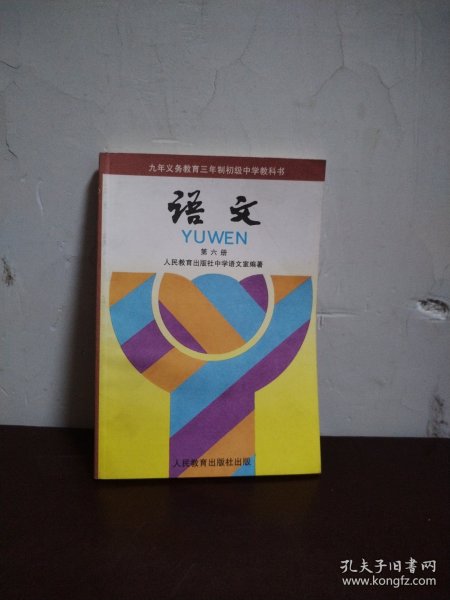 九年义务教育三年制初级中学教科书
语文
YUWEN
第六册
人民教育出版社中学语文室编著
人民教育出版社出版
孔夫子旧书网
www.kongfz.com